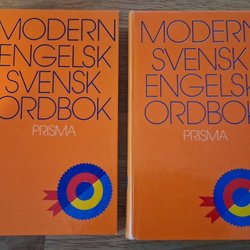 MODERN
ENGELSK
SVENSK
ORDBOK
PRISMA
MODERN
SVENSK
ENGELSK
ORDBOK
PRISMA